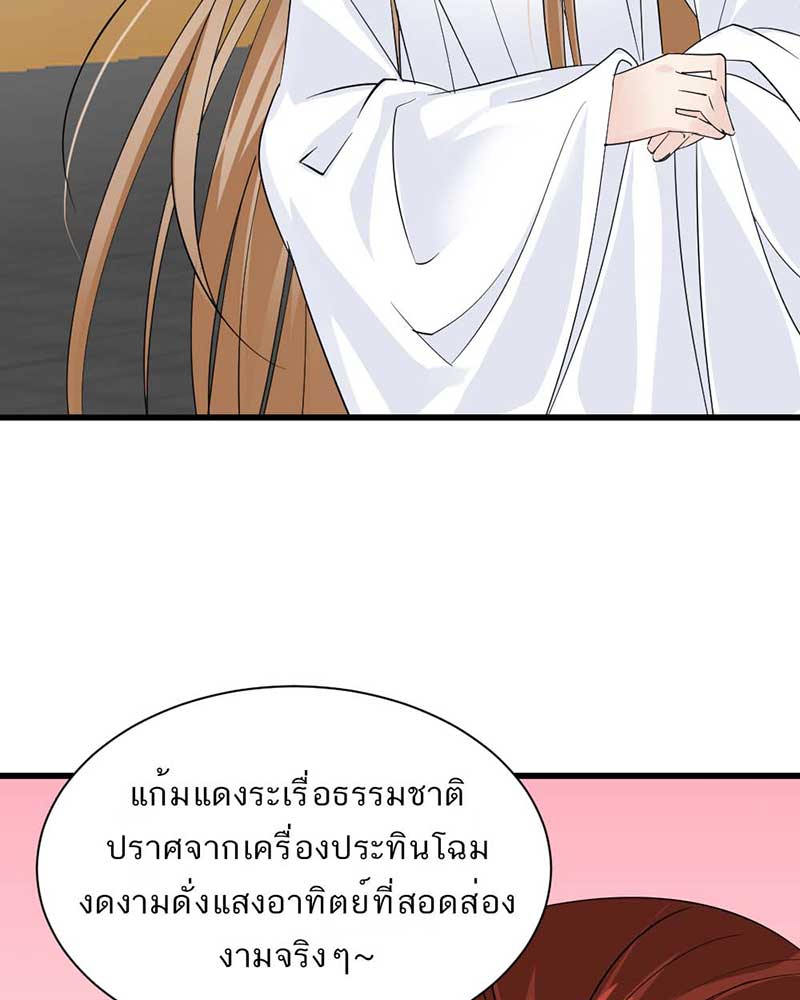 แก้มแดงระเรื่อธรรมชาติ
ปราศจากเครื่องประทินโฉม
งดงามดั่งแสงอาทิตย์ที่สอดส่อง
งามจริงๆ~